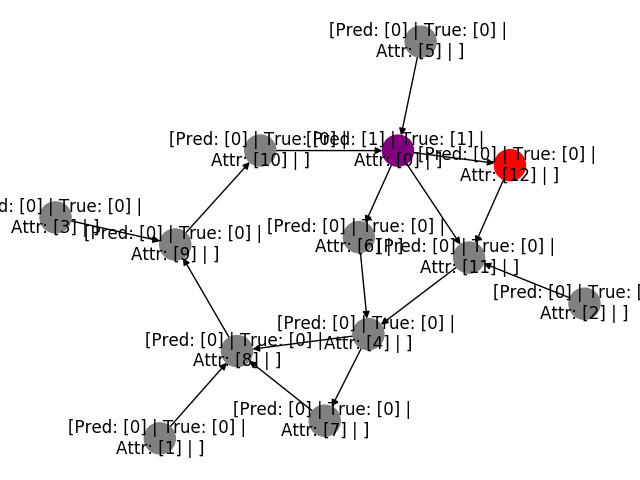 [Pred: [0] | True: [0] |
Attr: [5] | ]
[Pred: [0] | True: [0] |
Attr: [10] | ]
[Pred: [1] | True: [1] |
Attr: [0] | ]
[Pred: [0] | True: [0] |
Attr: [12] | ]
d: [0] | True: [0] |
Attr: [3] | ]
[Pred: [0] | True: [0] |
Attr: [9] | ]
[Pred: [0] | True: [0] |
Attr: [6] | ]
[Pred: [0] | True: [0] |
Attr: [11] | ]
[Pred: [0] | True: [
Attr: [2] | ]
[Pred: [0] | True: [0] |
Attr: [4] | ]
[Pred: [0] | True: [0] |
Attr: [8] | ]
[Pred: [0] | True: [0] |
Attr: [7] | ]
[Pred: [0] | True: [0] |
Attr: [1] | ]